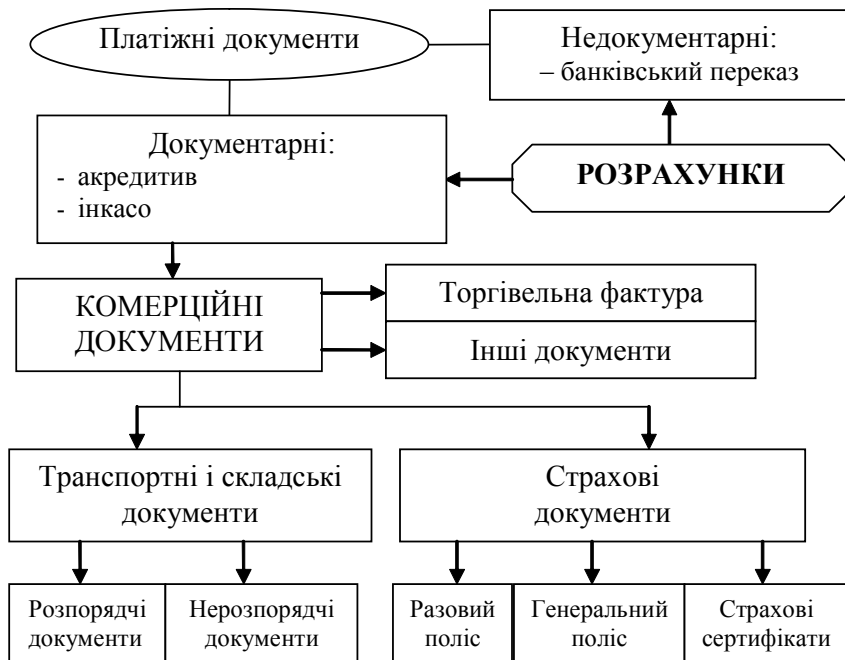 Платіжні документи
Недокументарні:
– банківський переказ
Документарні:
- акредитив
- інкасо
РОЗРАХУНКИ
КОМЕРЦІЙНІ
ДОКУМЕНТИ
Торгівельна фактура
Інші документи
Транспортні і складські
документи
Страхові
документи
Розпорядчі
документи
Нерозпорядчі
документи
Разовий
поліс
Генеральний
поліс
Страхові
сертифікати